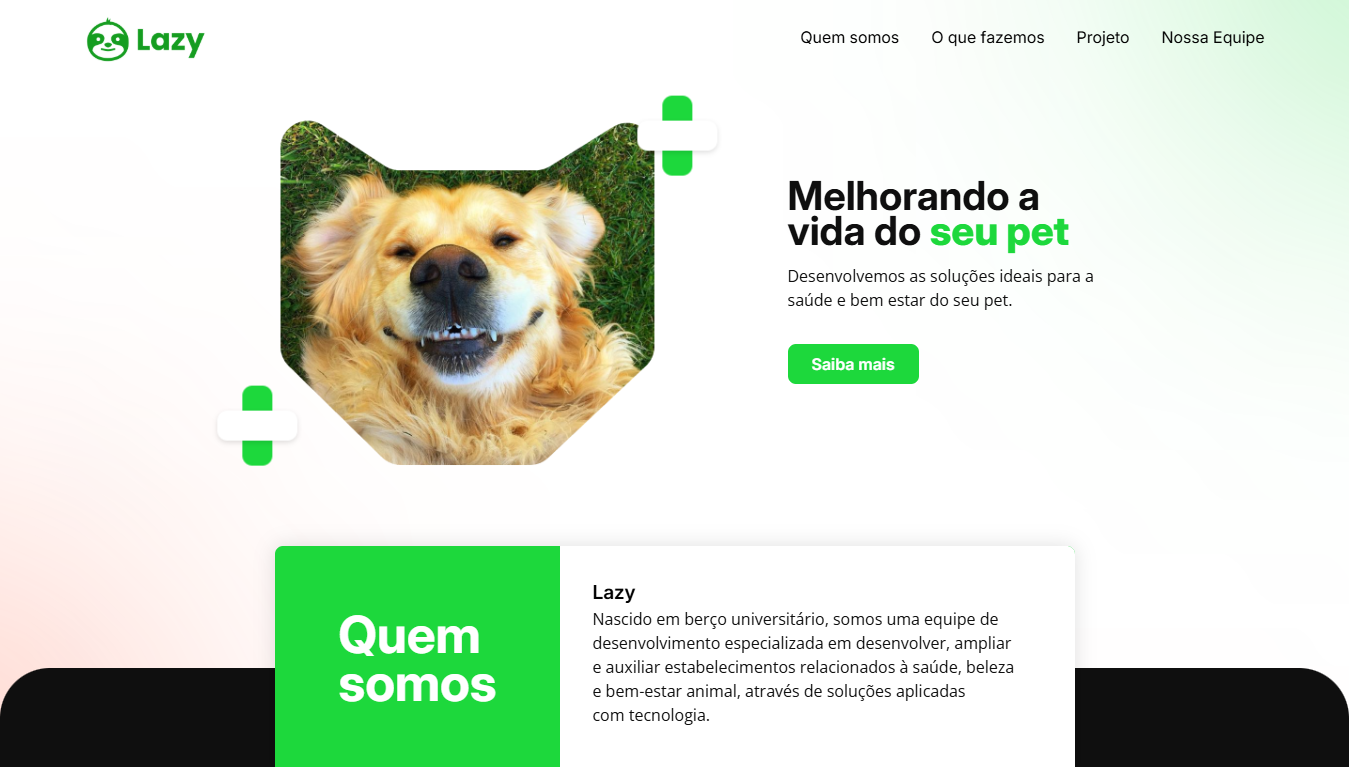 Lazy
Quem somos
O que fazemos
Projeto
Nossa Equipe
Melhorando a
vida do seu pet
Desenvolvemos as soluções ideais para a
saúde e bem estar do seu pet.
Saiba mais
Quem
somos
Lazy
Nascido em berço universitário, somos uma equipe de
desenvolvimento especializada em desenvolver, ampliar
e auxiliar estabelecimentos relacionados à saúde, beleza
e bem-estar animal, através de soluções aplicadas
com tecnologia.